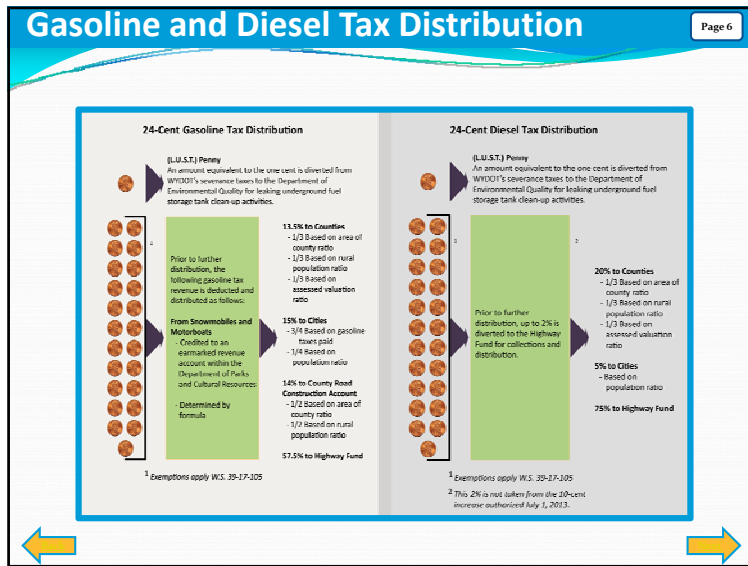 Gasoline and Diesel Tax Distribution
Page 6
24-Cent Gasoline Tax Distribution
(L.U.S.T.) Penny
An amount equivalent to the one cent is diverted from
WYDOT's severance taxes to the Department of
Environmental Quality for leaking underground fuel
storage tank clean-up activities.
Prior to further
distribution, the
following gasoline tax
revenue is deducted and
distributed as follows:
From Snowmobiles and
Motorboats
- Credited to an
earmarked revenue
account within the
Department of Parks
and Cultural Resources
- Determined by
formula
13.5% to Counties
- 1/3 Based on area of
county ratio
- 1/3 Based on rural
population ratio
- 1/3 Based on
assessed valuation
ratio
15% to Cities
- 3/4 Based on gasoline
taxes paid
- 1/4 Based on
population ratio
14% to County Road
Construction Account
- 1/2 Based on area of
county ratio
- 1/2 Based on rural
population ratio
57.5% to Highway Fund
1 Exemptions apply W.S. 39-17-105
24-Cent Diesel Tax Distribution
(L.U.S.T.) Penny
An amount equivalent to the one cent is diverted from
WYDOT's severance taxes to the Department of
Environmental Quality for leaking underground fuel
storage tank clean-up activities.
2
Prior to further
distribution, up to 2% is
diverted to the Highway
Fund for collections and
distribution.
20% to Counties
- 1/3 Based on area of
county ratio
- 1/3 Based on rural
population ratio
- 1/3 Based on
assessed valuation
ratio
5% to Cities
- Based on
population ratio
75% to Highway Fund
1 Exemptions apply W.S. 39-17-105
2 This 2% is not taken from the 10-cent
increase authorized July 1, 2013.